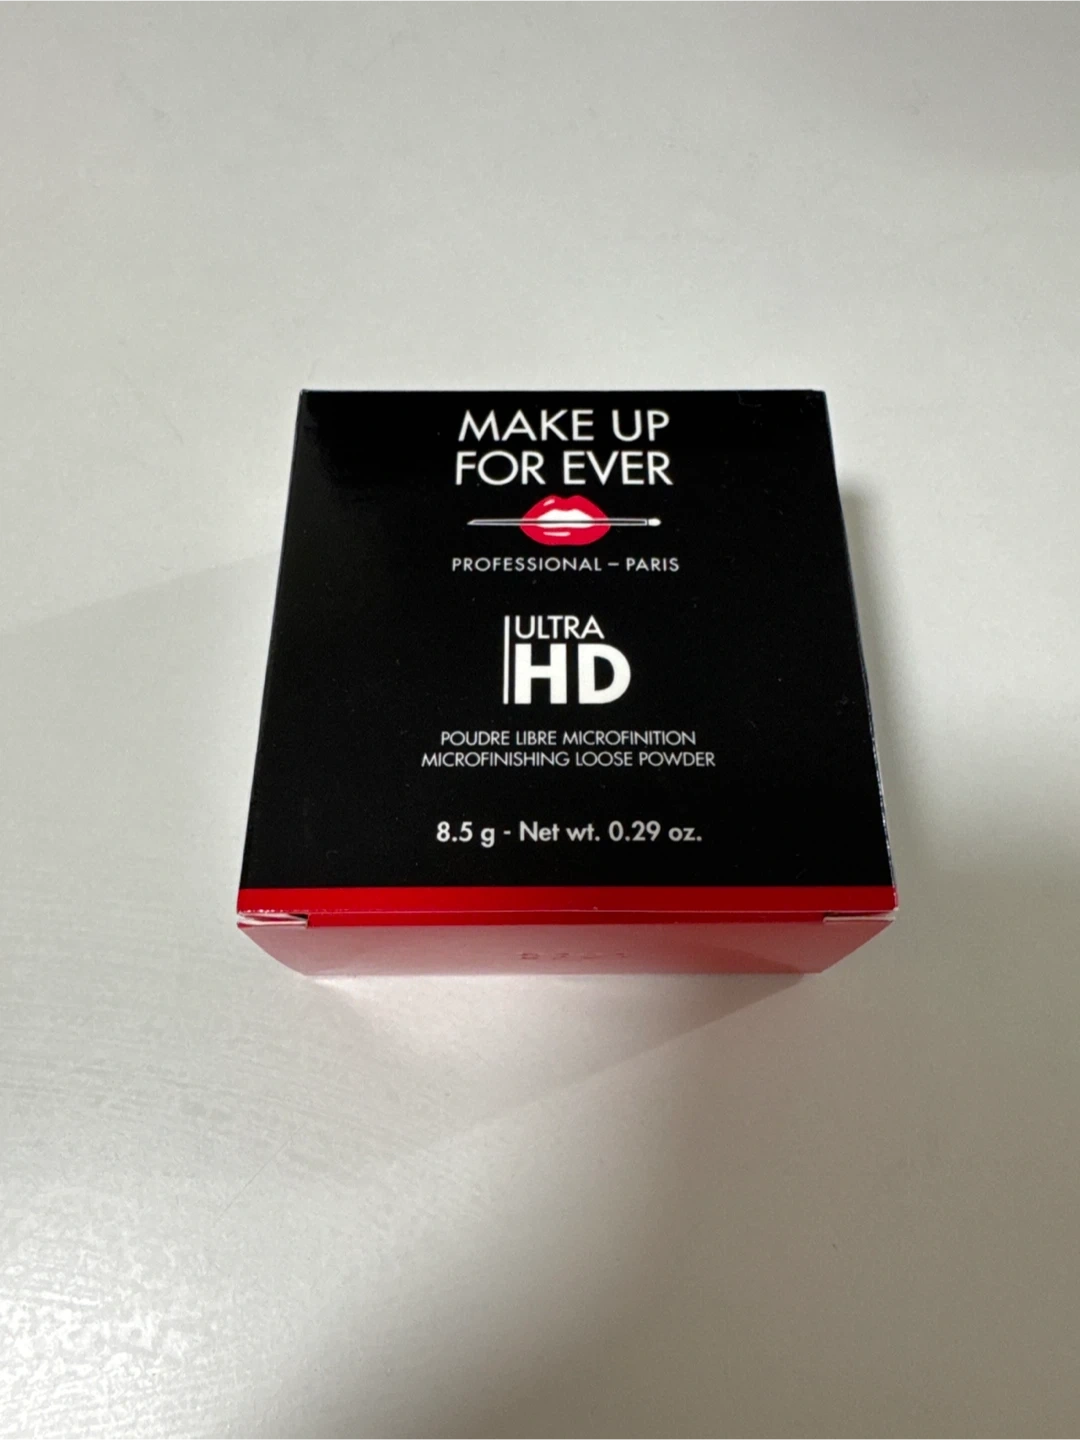 MAKE UP
FOR EVER
PROFESSIONAL – PARIS
ULTRA
HD
POUDRE LIBRE MICROFINITION
MICROFINISHING LOOSE POWDER
8.5 g - Net wt. 0.29 oz.